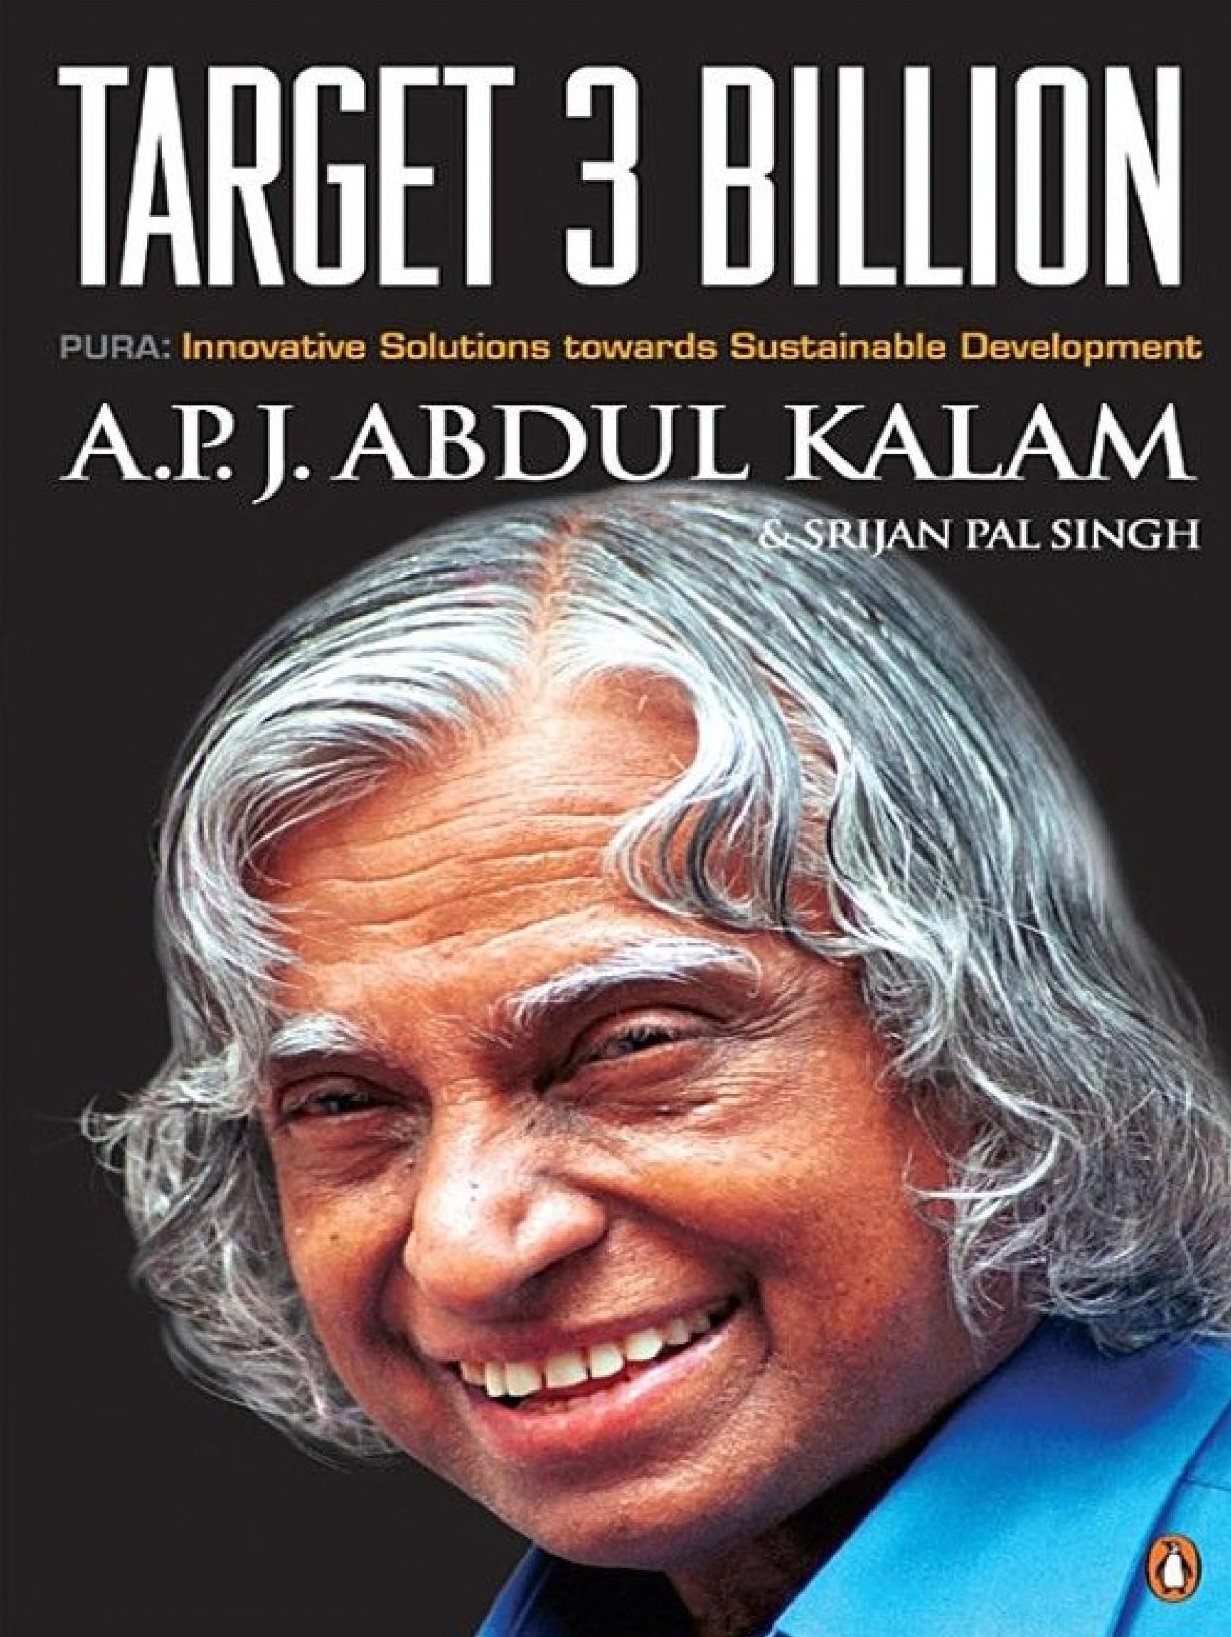 TARGET 3 BILLION
PURA: Innovative Solutions towards Sustainable Development
A.P.J. ABDUL KALAM
& SRIJAN PAL SINGH